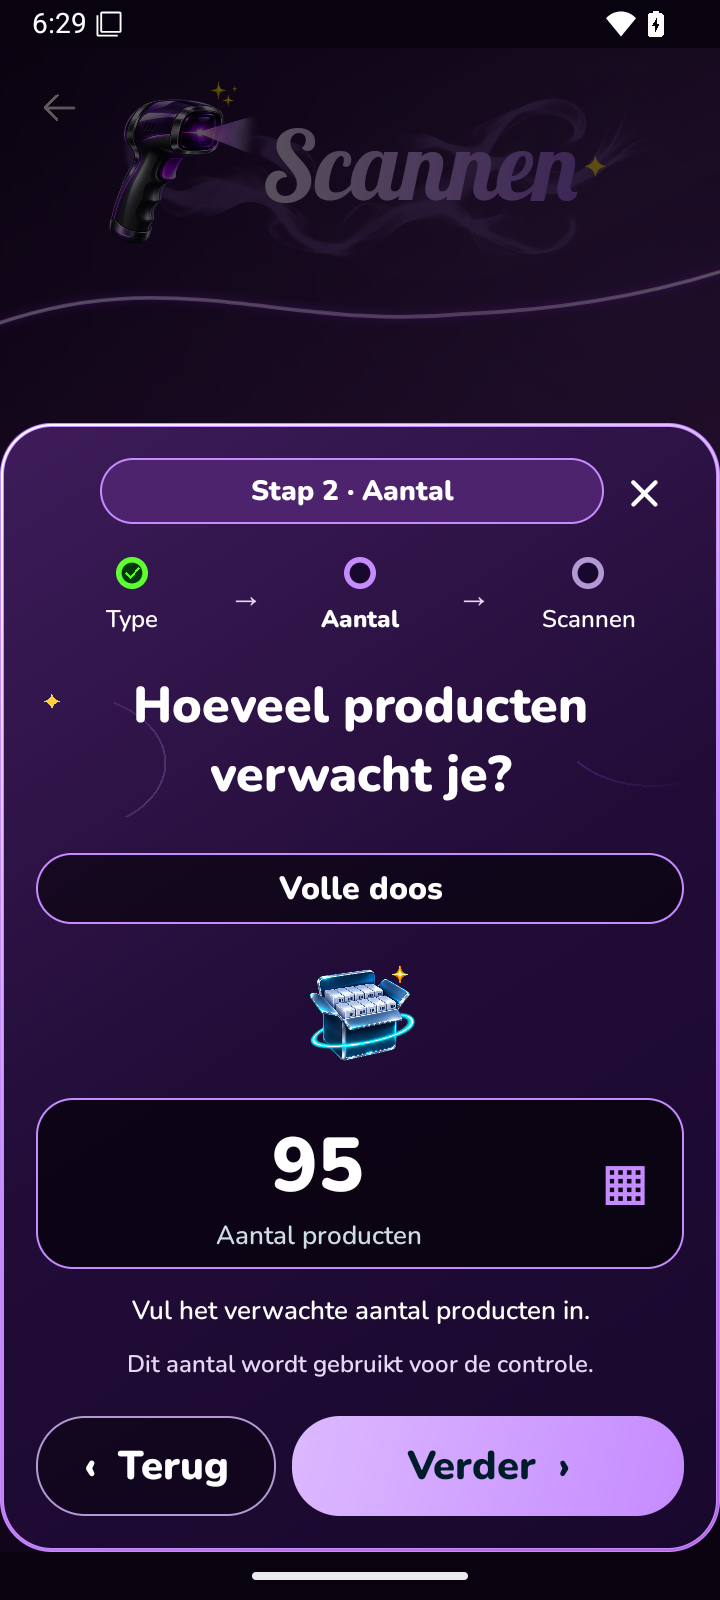 6:29
Scannen
Stap 2 · Aantal
Type → Aantal → Scannen
Hoeveel producten
verwacht je?
Volle doos
95
Aantal producten
Vul het verwachte aantal producten in.
Dit aantal wordt gebruikt voor de controle.
‹ Terug
Verder ›